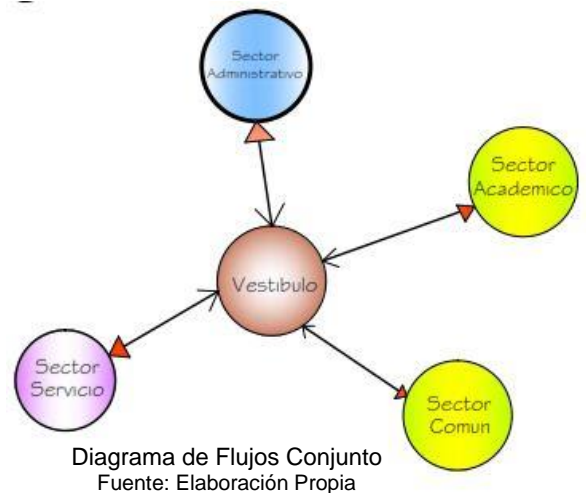 Sector
Administrativo
Sector
Academico
Vestibulo
Sector
Servicio
Sector
Comun
Diagrama de Flujos Conjunto
Fuente: Elaboración Propia